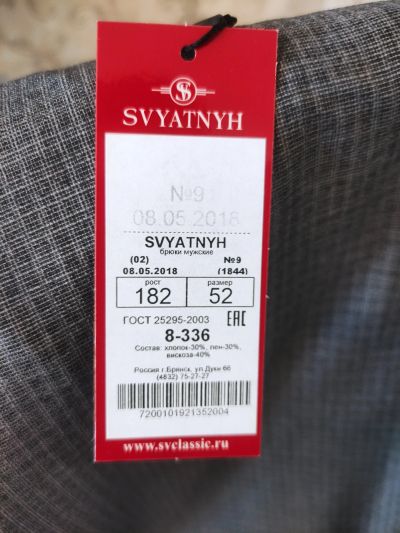 SVYATNYH
№9
08.05.2018
SVYATNYH
брюки мужские
(02) №9
08.05.2018 (1844)
рост размер
182 52
ГОСТ 25295-2003 ЕАС
8-336
Состав: хлопок-30%, лен-30%,
вискоза-40%
Россия г.Брянск, ул.Дуки 66
(4832) 75-27-27
7200101921352004
www.svclassic.ru